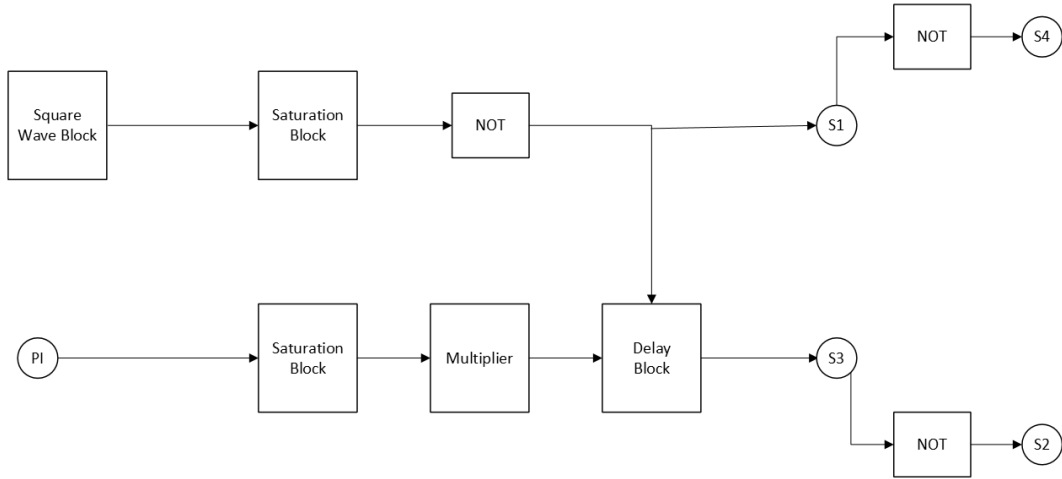 NOT
S4
Square
Wave Block
Saturation
Block
NOT
S1
PI
Saturation
Block
Multiplier
Delay
Block
S3
NOT
S2